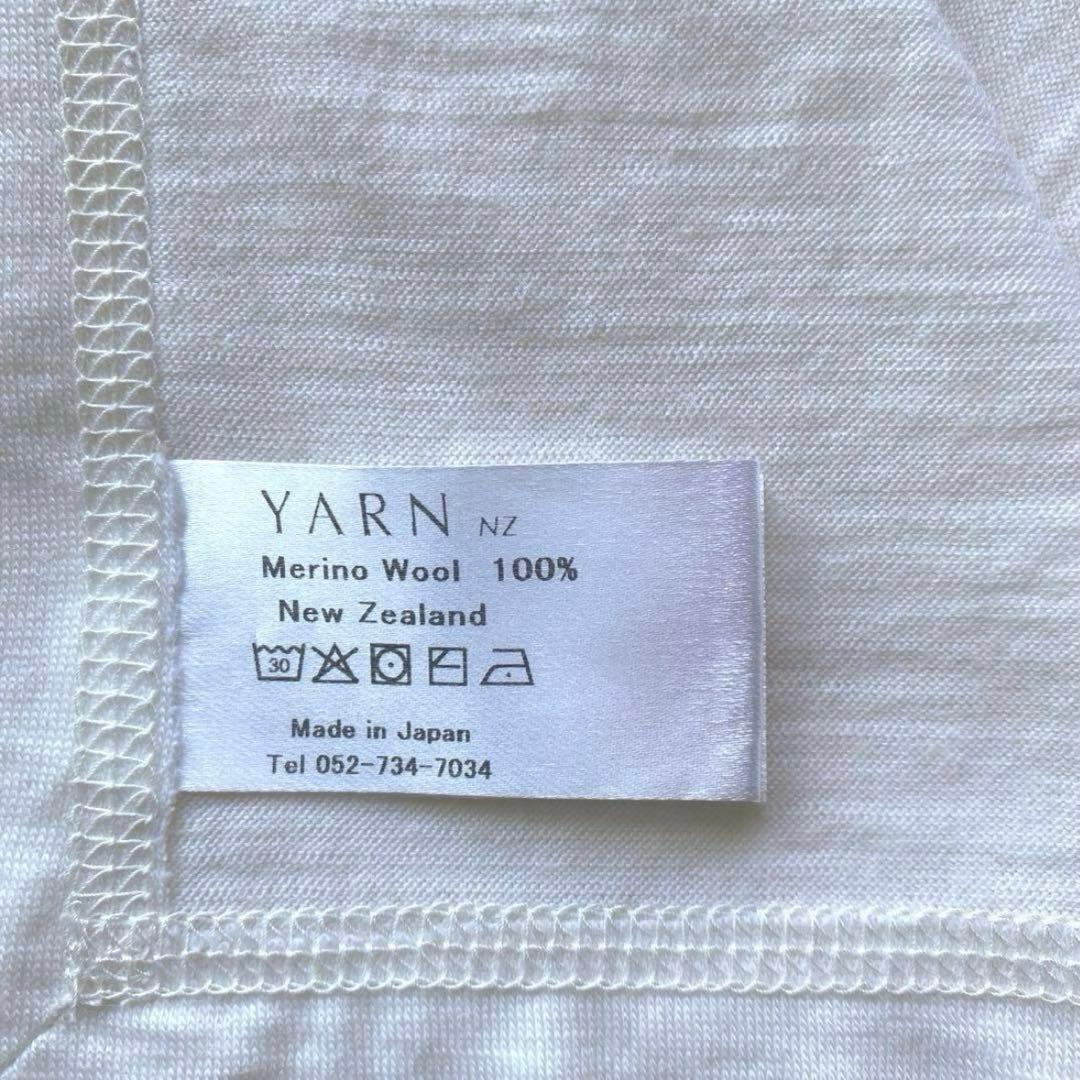 YARN NZ
Merino Wool 100%
New Zealand
30
Made in Japan
Tel 052-734-7034